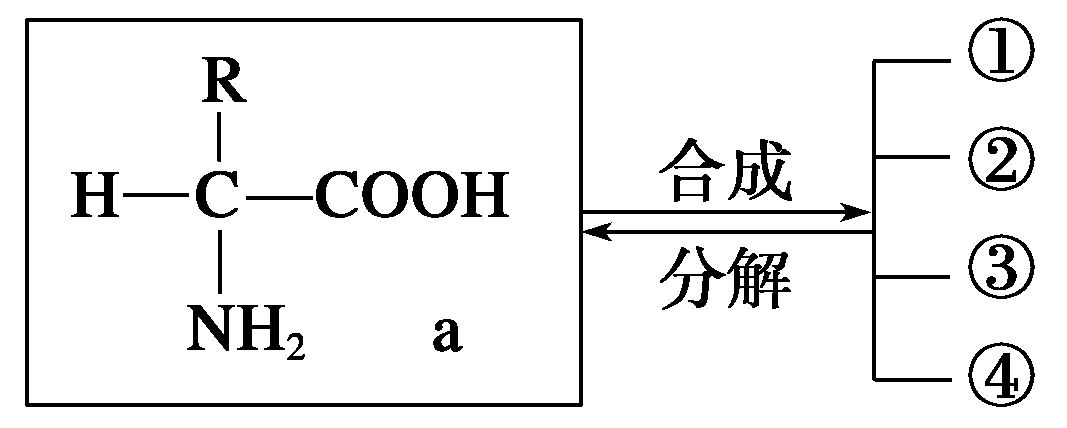 R
H—C—COOH
NH₂
a
合成
分解
①
②
③
④